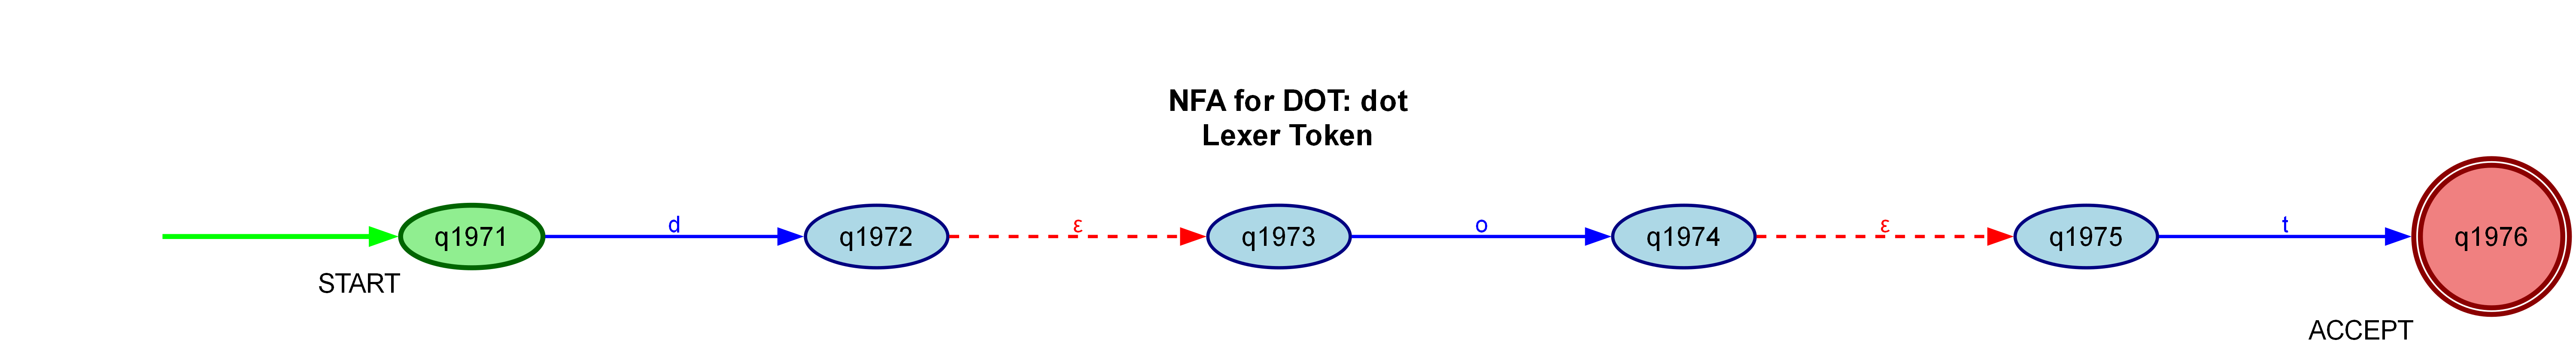 NFA for DOT: dot
Lexer Token
q1971
d
q1972
ε
q1973
o
q1974
ε
q1975
t
q1976
START
ACCEPT